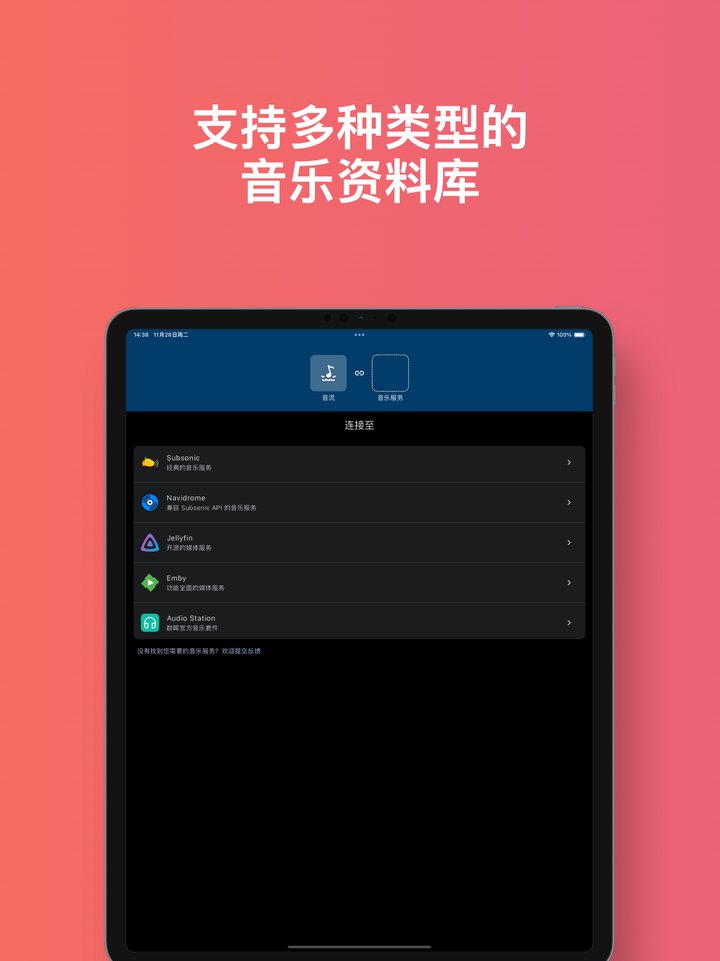 支持多种类型的
音乐资料库
14:38 11月28日周二
100%
音流
音乐服务
连接至
Subsonic
经典的音乐服务
Navidrome
兼容 Subsonic API 的音乐服务
Jellyfin
开源的媒体服务
Emby
功能全面的媒体服务
Audio Station
群晖官方音乐套件
没有找到您需要的音乐服务? 欢迎提交反馈